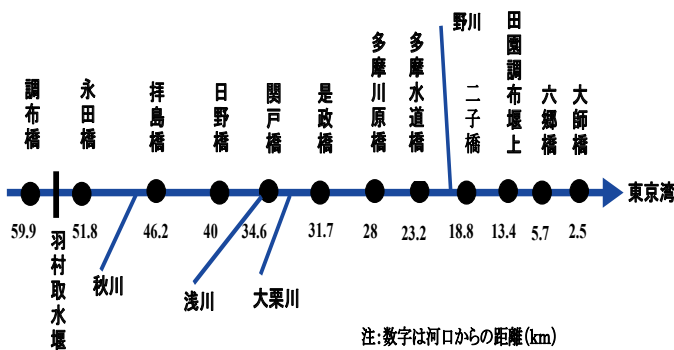 調布橋
永田橋
拝島橋
日野橋
関戸橋
是政橋
多摩川原橋
多摩水道橋
野川
二子橋
田園調布堰上
六郷橋
大師橋
東京湾
59.9
51.8
46.2
40
34.6
31.7
28
23.2
18.8
13.4
5.7
2.5
羽村取水堰
秋川
浅川
大栗川
注:数字は河口からの距離(km)